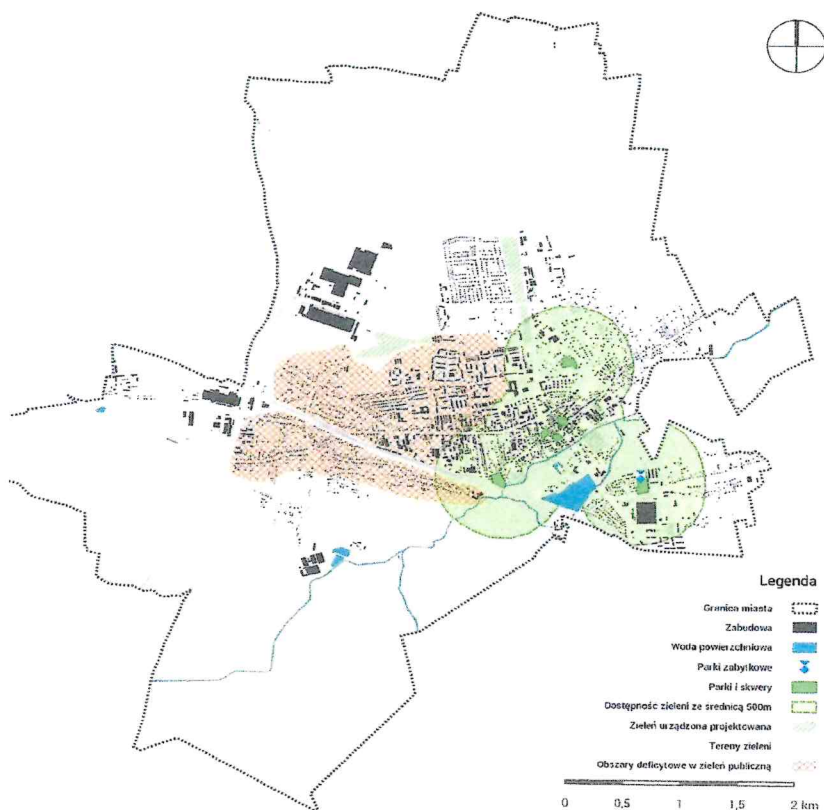 Legenda
Granica miasta
Zabudowa
Woda powierzchniowa
Parki zabytkowe
Parki i skwery
Dostępność zieleni ze średnicą 500m
Zieleń urządzona projektowana
Tereny zieleni
Obszary deficytowe w zieleń publiczną
0 0,5 1 1,5 2 km